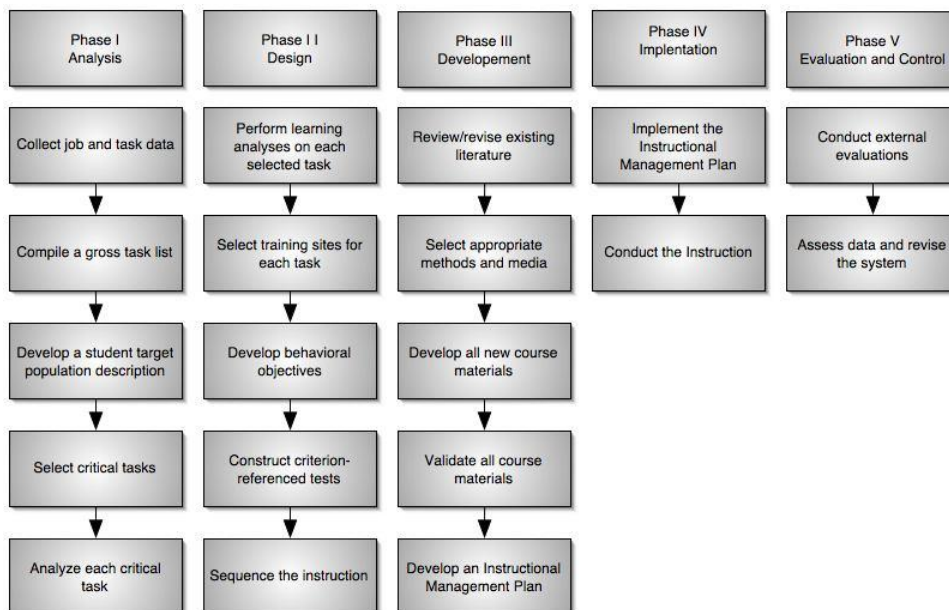 Phase I
Analysis
Phase I I
Design
Phase III
Developement
Phase IV
Implentation
Phase V
Evaluation and Control
Collect job and task data
Compile a gross task list
Develop a student target
population description
Select critical tasks
Analyze each critical
task
Perform learning
analyses on each
selected task
Select training sites for
each task
Develop behavioral
objectives
Construct criterion-
referenced tests
Sequence the instruction
Review/revise existing
literature
Select appropriate
methods and media
Develop all new course
materials
Validate all course
materials
Develop an Instructional
Management Plan
Implement the
Instructional
Management Plan
Conduct the Instruction
Conduct external
evaluations
Assess data and revise
the system